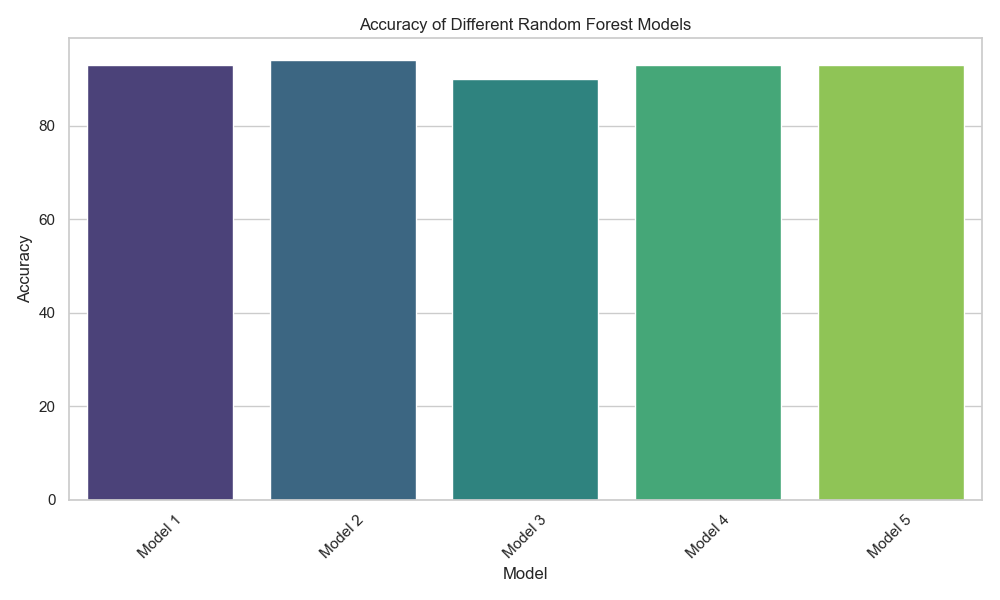 Accuracy of Different Random Forest Models
Accuracy
80
60
40
20
0
Model 1
Model 2
Model 3
Model 4
Model 5
Model